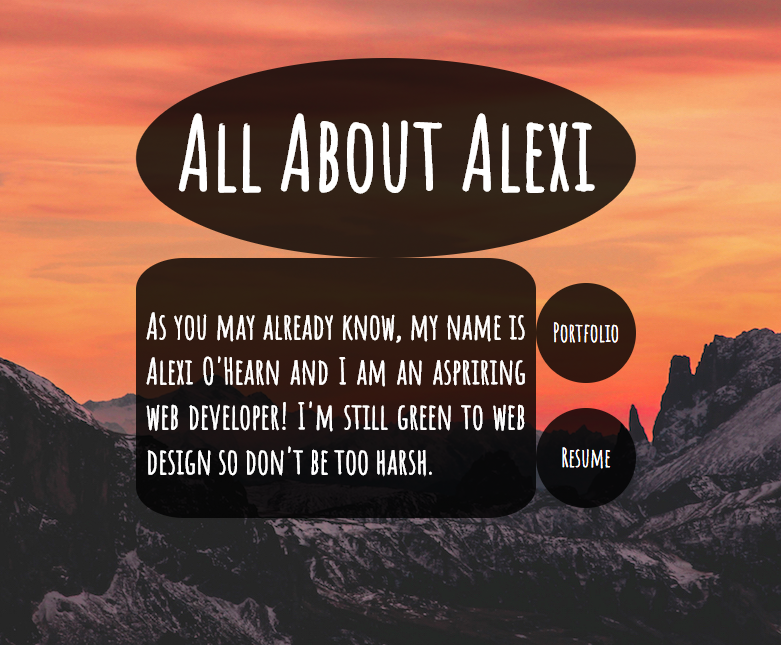 All About Alexi
As you may already know, my name is
Alexi O'Hearn and I am an aspriring
web developer! I'm still green to web
design so don't be too harsh.
Portfolio
Resume